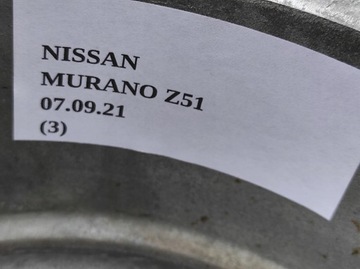 NISSAN
MURANO Z51
07.09.21
(3)